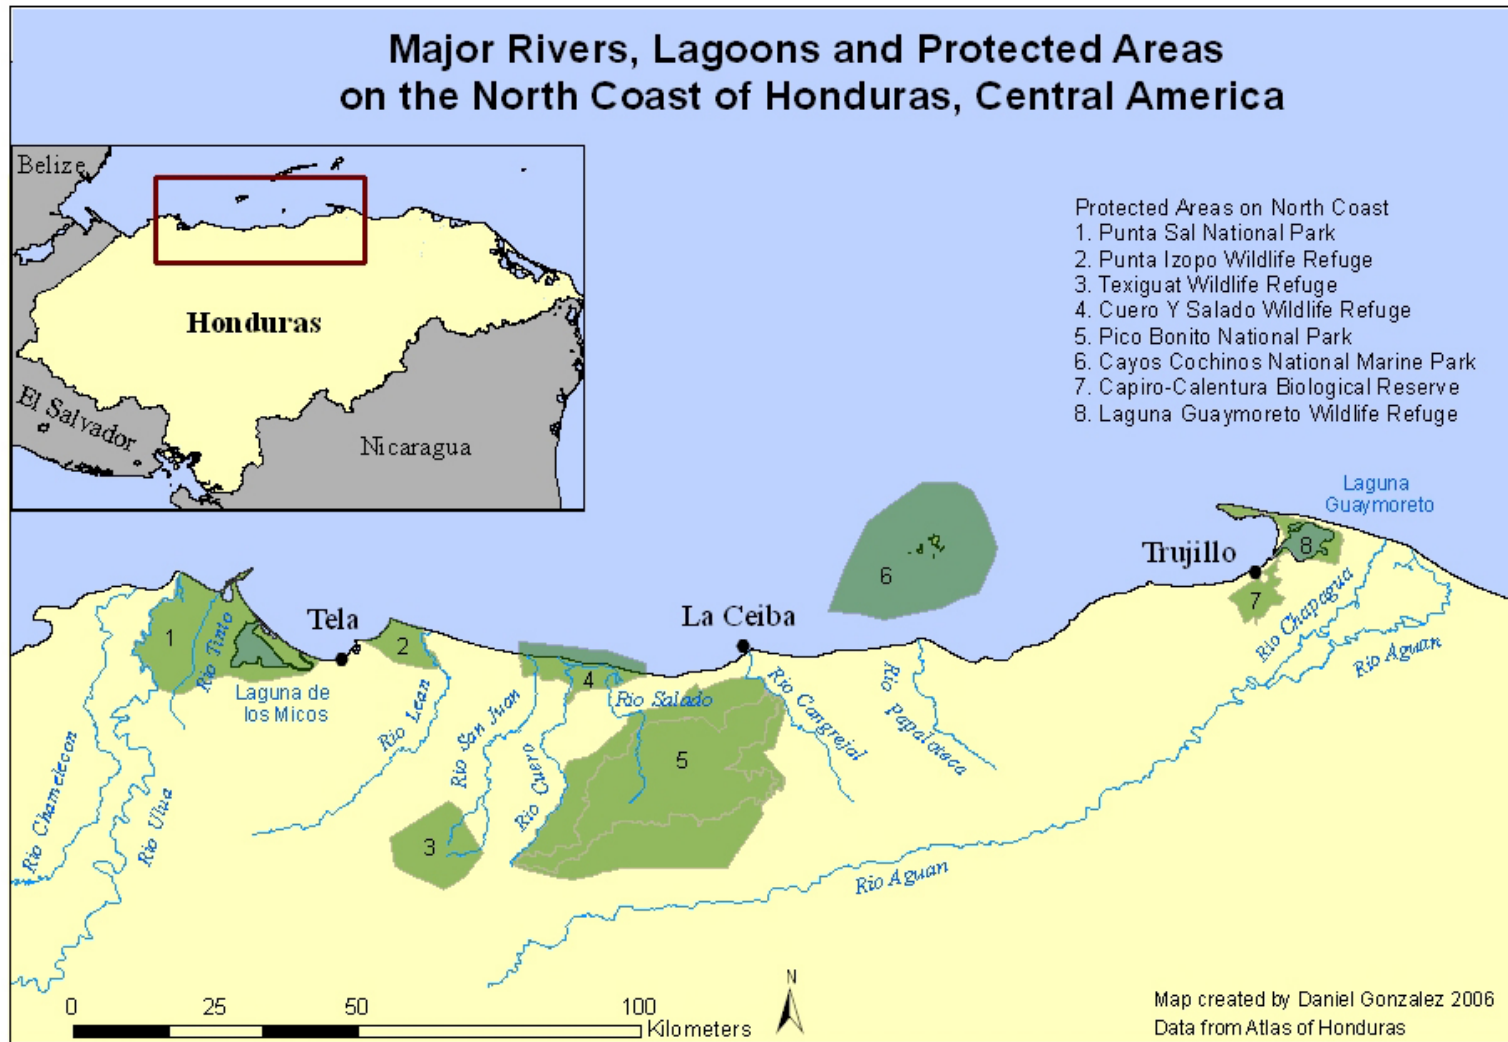 Major Rivers, Lagoons and Protected Areas
on the North Coast of Honduras, Central America
Belize
Honduras
El Salvador
Nicaragua
Protected Areas on North Coast
1. Punta Sal National Park
2. Punta Izopo Wildlife Refuge
3. Texiguat Wildlife Refuge
4. Cuero Y Salado Wildlife Refuge
5. Pico Bonito National Park
6. Cayos Cochinos National Marine Park
7. Capiro-Calentura Biological Reserve
8. Laguna Guaymoreto Wildlife Refuge
Laguna
Guaymoreto
Trujillo
8
7
6
La Ceiba
Tela
1
2
Rio Tinto
Laguna de
los Micos
Rio Lean
Rio San Juan
4
Rio Salado
Rio Cuero
5
3
Rio Cangrejal
Rio Papaloteca
Rio Chapagua
Rio Aguan
Rio Aguan
Rio Chamelecon
Rio Ulua
0 25 50 100
Kilometers
N
Map created by Daniel Gonzalez 2006
Data from Atlas of Honduras